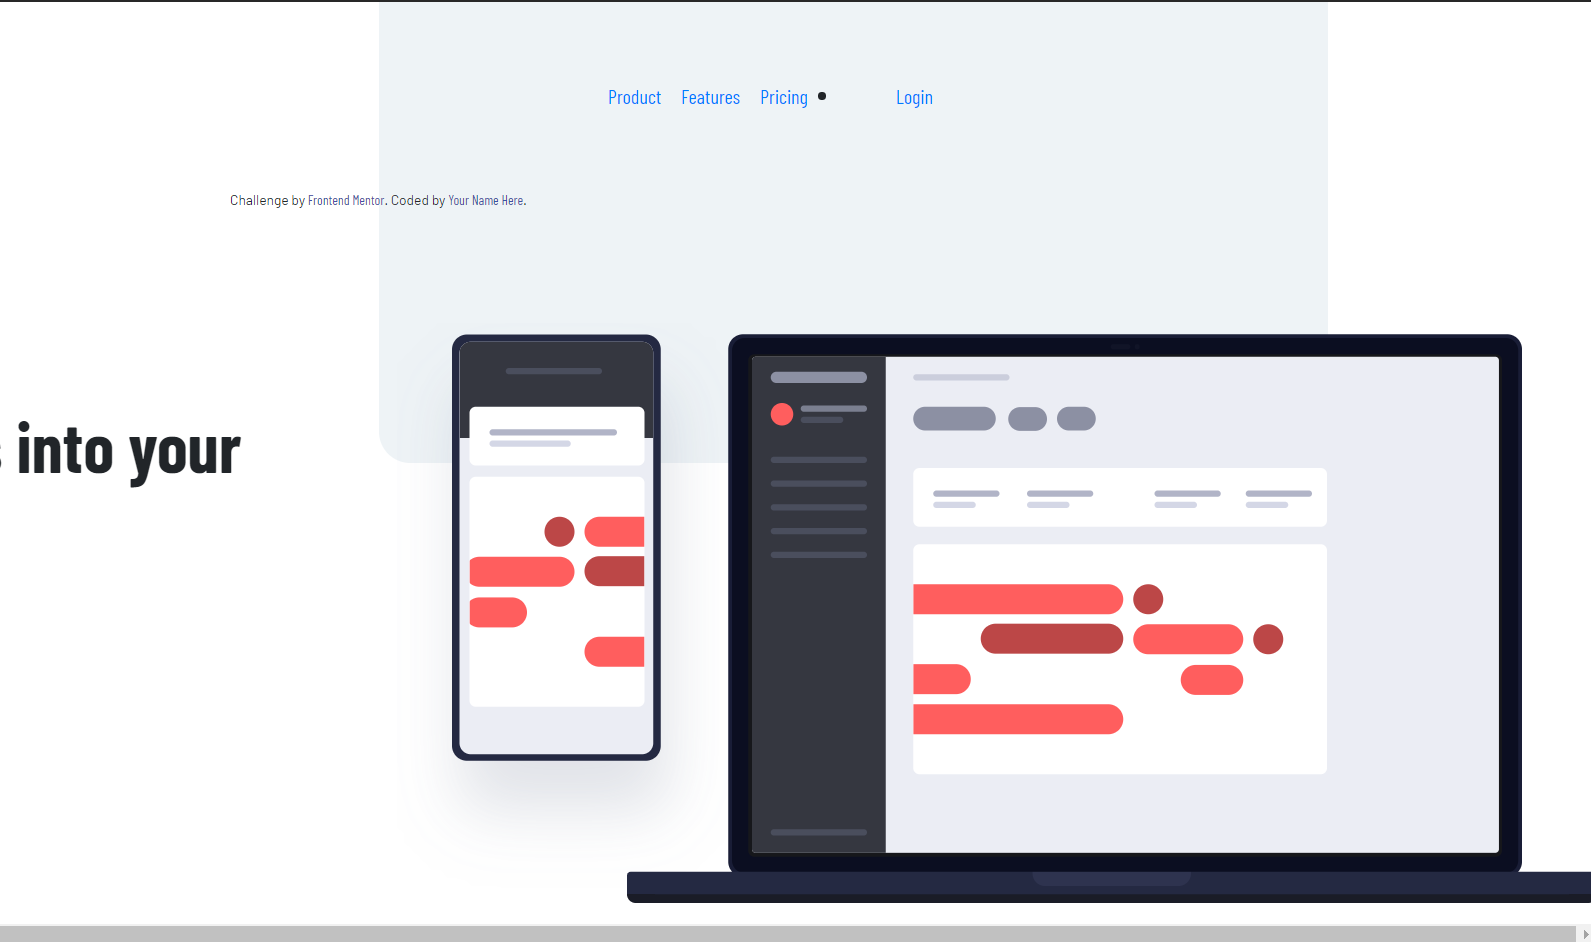 Product Features Pricing Login
Challenge by Frontend Mentor. Coded by Your Name Here.
into your